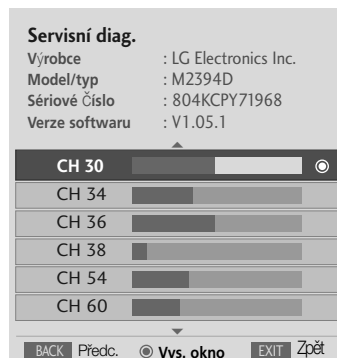 Servisní diag.
Výrobce : LG Electronics Inc.
Model/typ : M2394D
Sériové Číslo : 804KCPY71968
Verze softwaru : V1.05.1
CH 30
CH 34
CH 36
CH 38
CH 54
CH 60
BACK Předc. Vys. okno EXIT Zpět